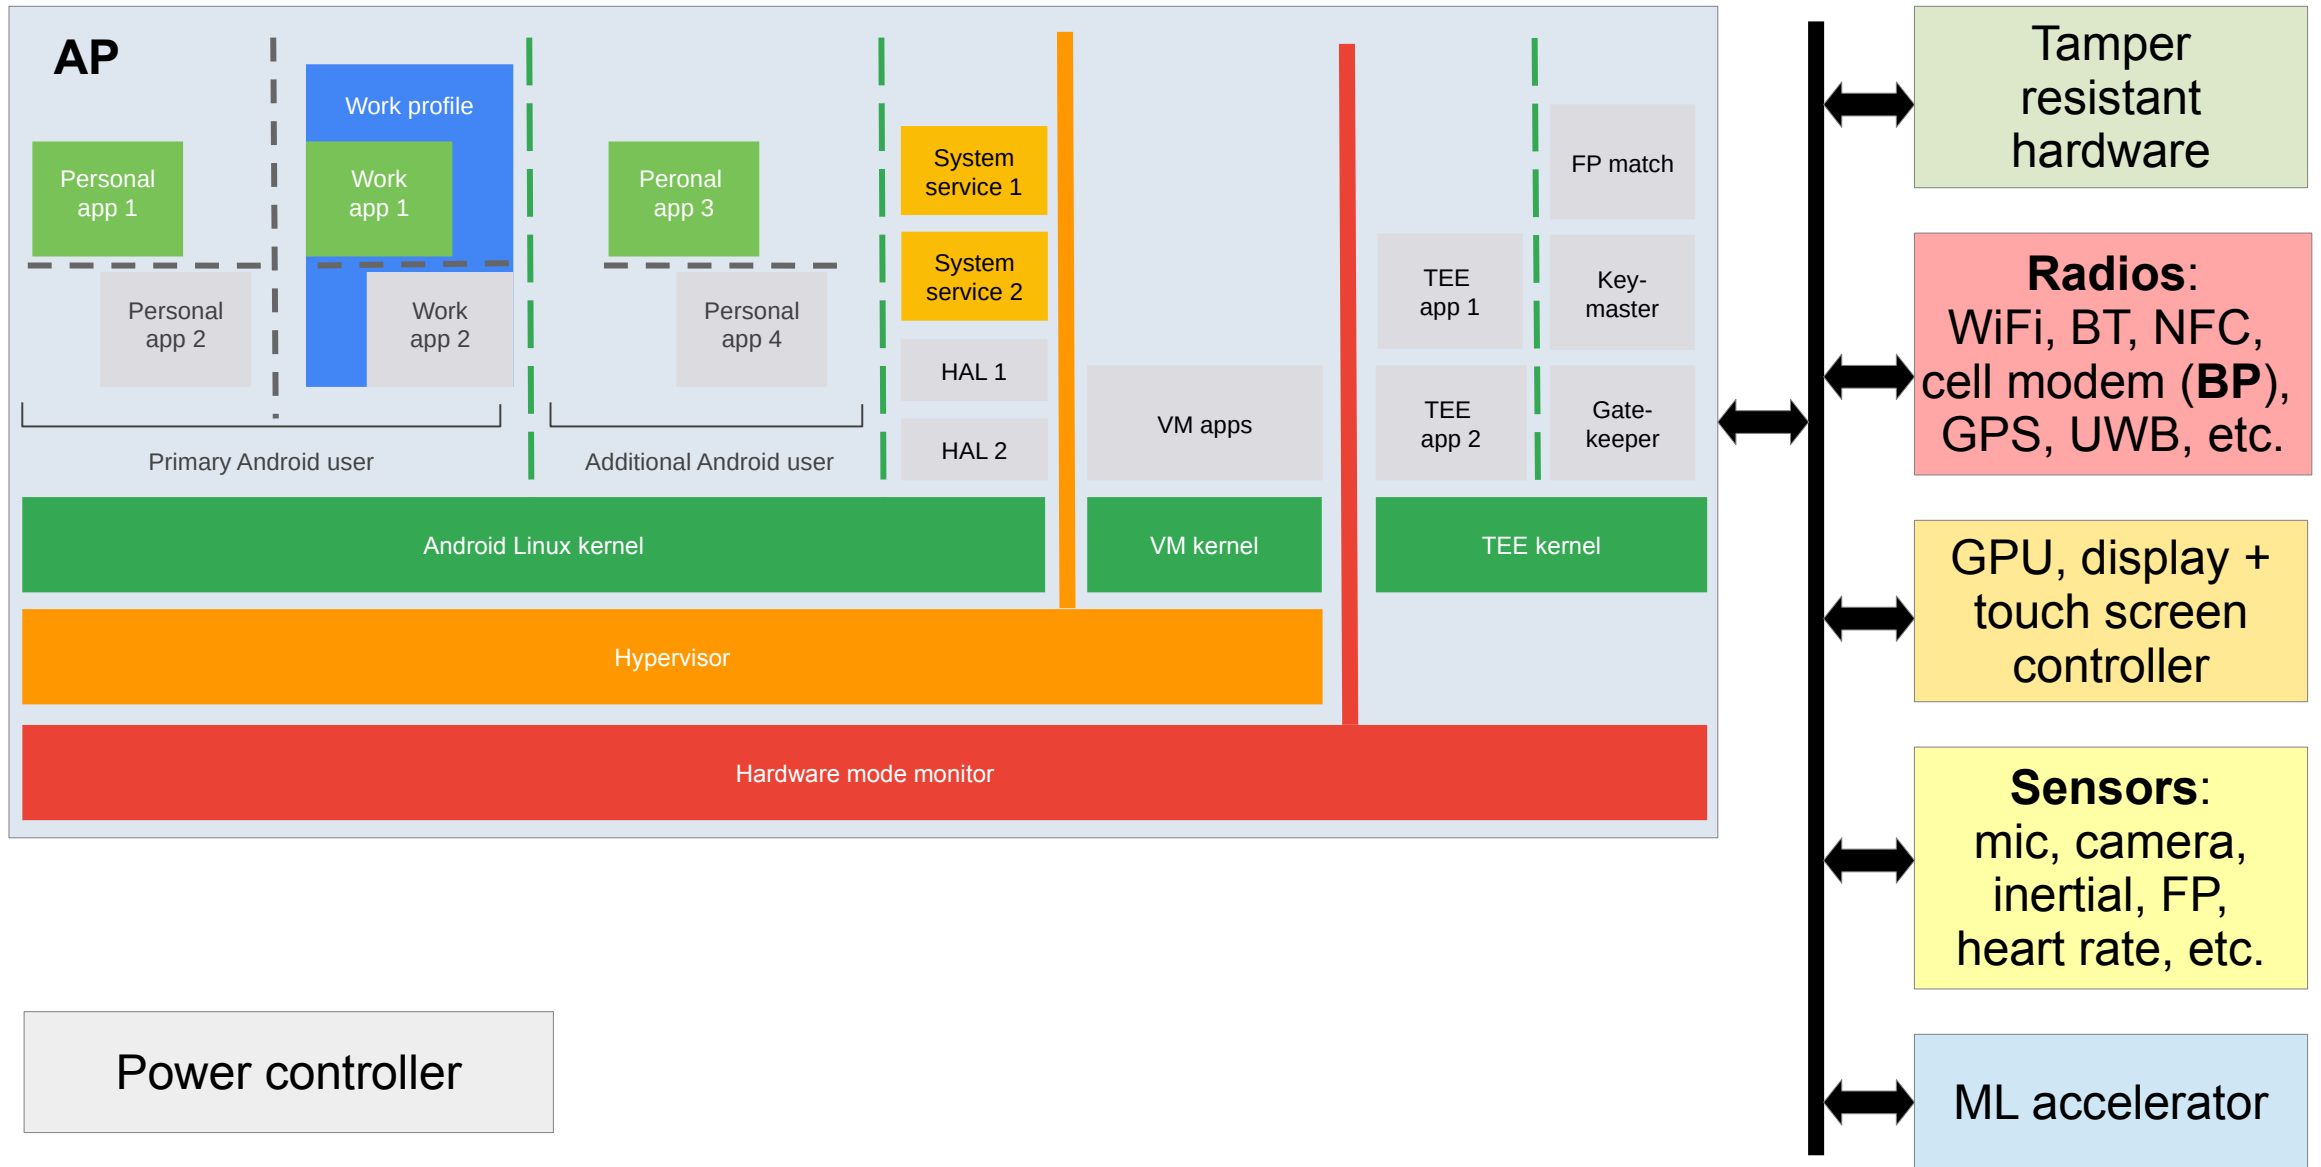 AP
Work profile
Personal
app 1
Work
app 1
Personal
app 2
Work
app 2
Primary Android user
Peronal
app 3
Personal
app 4
Additional Android user
System
service 1
System
service 2
HAL 1
HAL 2
VM apps
TEE
app 1
TEE
app 2
FP match
Key-
master
Gate-
keeper
Android Linux kernel
VM kernel
TEE kernel
Hypervisor
Hardware mode monitor
Power controller
Tamper
resistant
hardware
Radios:
WiFi, BT, NFC,
cell modem (BP),
GPS, UWB, etc.
GPU, display +
touch screen
controller
Sensors:
mic, camera,
inertial, FP,
heart rate, etc.
ML accelerator